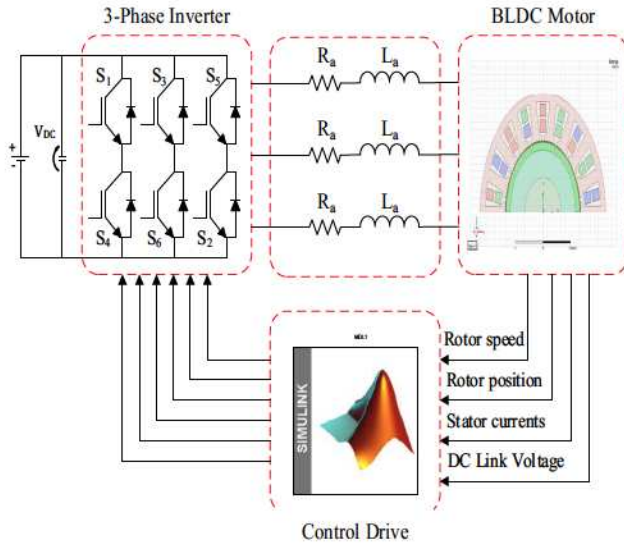 3-Phase Inverter
BLDC Motor
Rₐ Lₐ
S₁ S₃ S₅
V_DC
+
-
Rₐ Lₐ
Rₐ Lₐ
S₄ S₆ S₂
Rotor speed
Rotor position
Stator currents
DC Link Voltage
SIMULINK
Control Drive